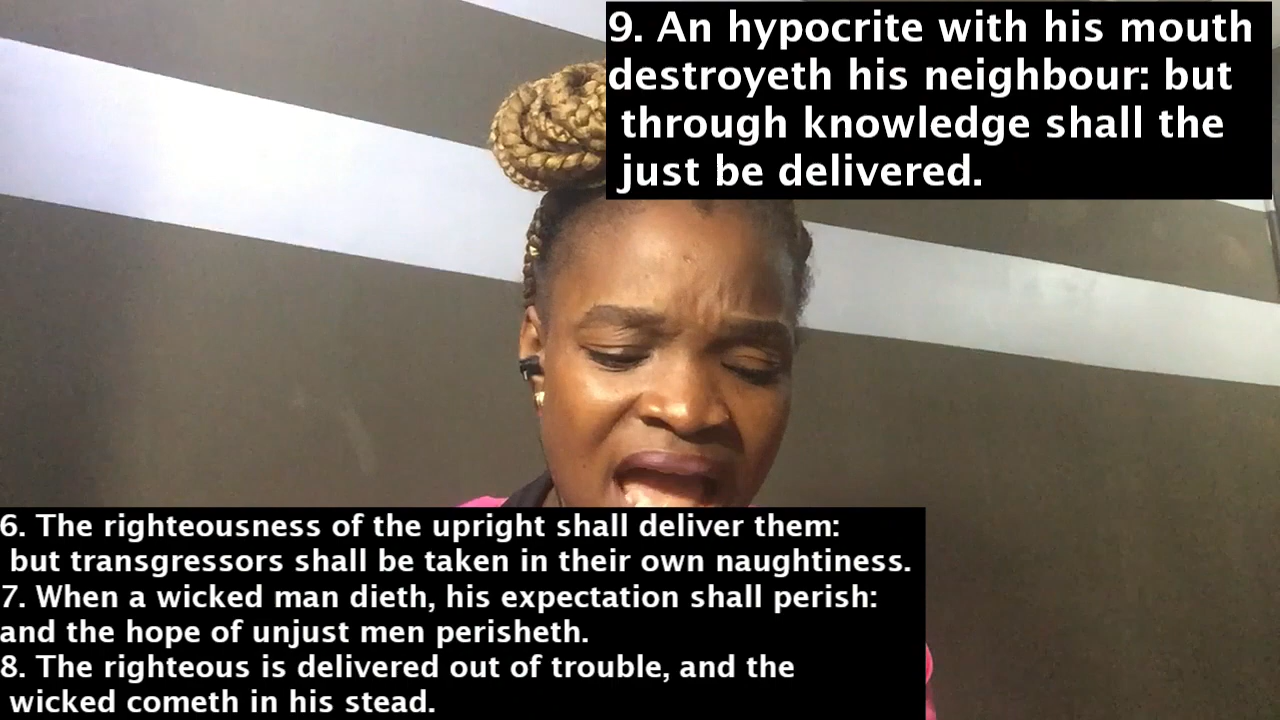 9. An hypocrite with his mouth
destroyeth his neighbour: but
through knowledge shall the
just be delivered.
6. The righteousness of the upright shall deliver them:
but transgressors shall be taken in their own naughtiness.
7. When a wicked man dieth, his expectation shall perish:
and the hope of unjust men perisheth.
8. The righteous is delivered out of trouble, and the
wicked cometh in his stead.